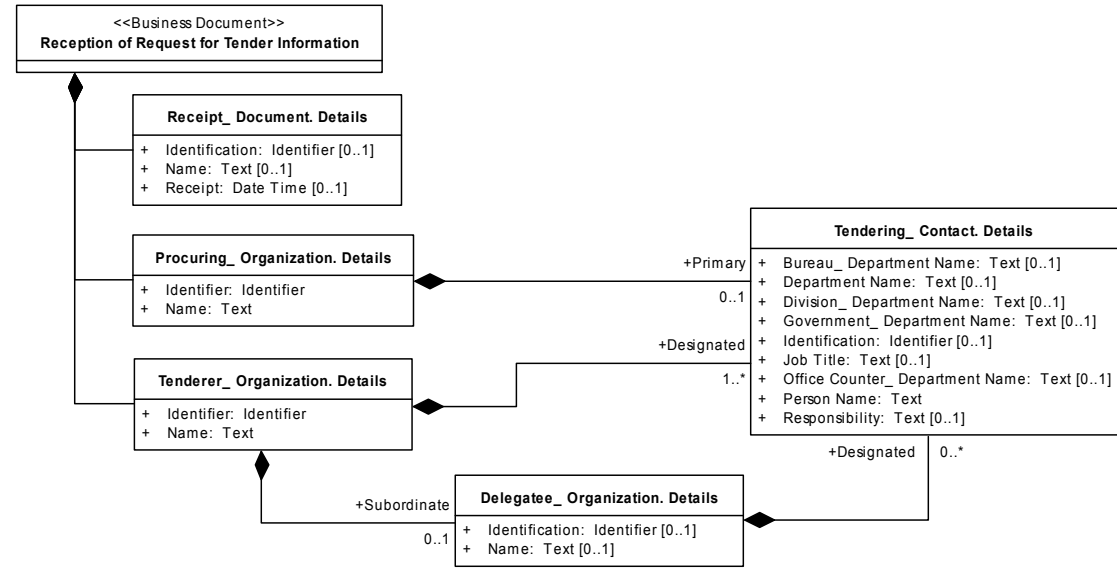 <<Business Document>>
Reception of Request for Tender Information
Receipt_ Document. Details
+ Identification: Identifier [0..1]
+ Name: Text [0..1]
+ Receipt: Date Time [0..1]
Procuring_ Organization. Details
+ Identifier: Identifier
+ Name: Text
+Primary
0..1
Tendering_ Contact. Details
+ Bureau_ Department Name: Text [0..1]
+ Department Name: Text [0..1]
+ Division_ Department Name: Text [0..1]
+ Government_ Department Name: Text [0..1]
+ Identification: Identifier [0..1]
+ Job Title: Text [0..1]
+ Office Counter_ Department Name: Text [0..1]
+ Person Name: Text
+ Responsibility: Text [0..1]
+Designated
1..*
Tenderer_ Organization. Details
+ Identifier: Identifier
+ Name: Text
+Designated 0..*
+Subordinate
0..1
Delegatee_ Organization. Details
+ Identification: Identifier [0..1]
+ Name: Text [0..1]